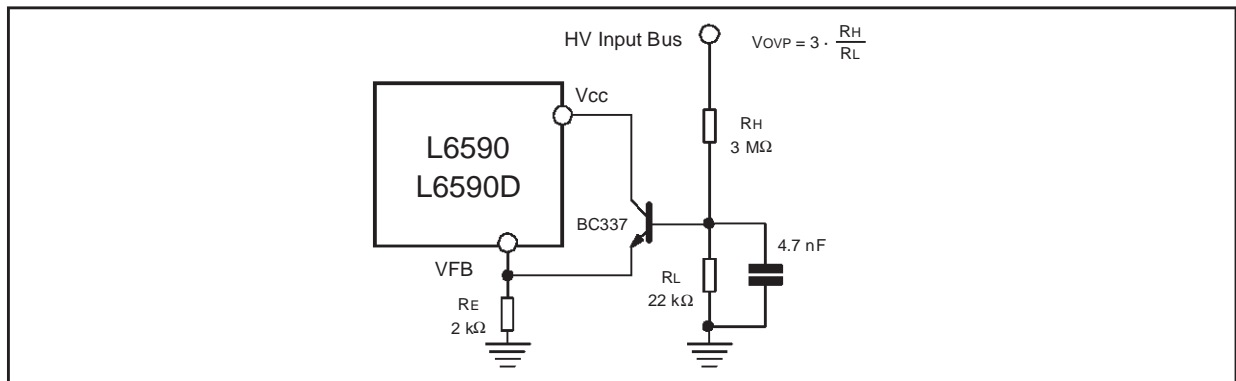 HV Input Bus
VOVP = 3 · RH / RL
Vcc
L6590
L6590D
RH
3 MΩ
BC337
4.7 nF
VFB
RL
22 kΩ
RE
2 kΩ